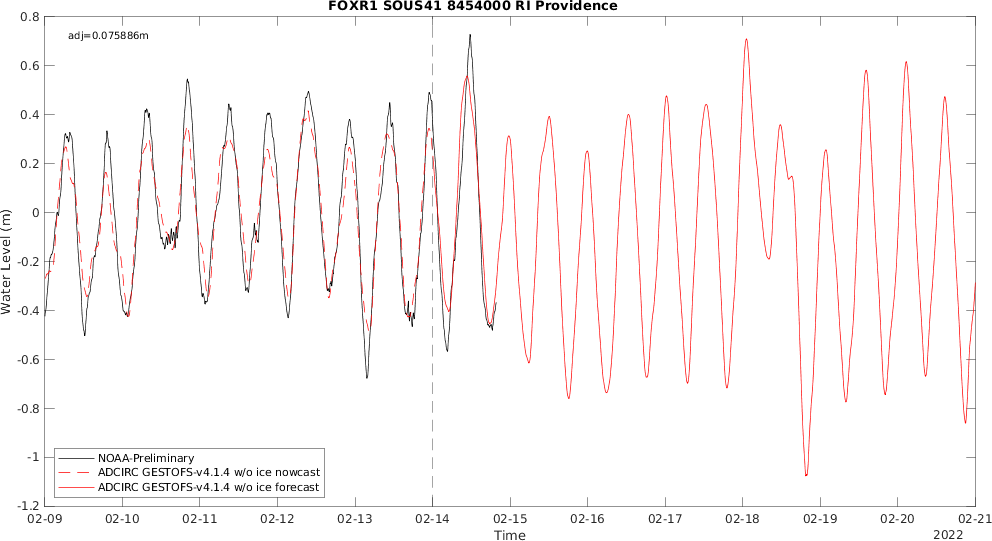 FOXR1 SOUS41 8454000 RI Providence
adj=0.075886m
0.8
0.6
0.4
0.2
0
-0.2
-0.4
-0.6
-0.8
-1
-1.2
Water Level (m)
NOAA-Preliminary
ADCIRC GESTOFS-v4.1.4 w/o ice nowcast
ADCIRC GESTOFS-v4.1.4 w/o ice forecast
02-09 02-10 02-11 02-12 02-13 02-14 02-15 02-16 02-17 02-18 02-19 02-20 02-21
Time
2022